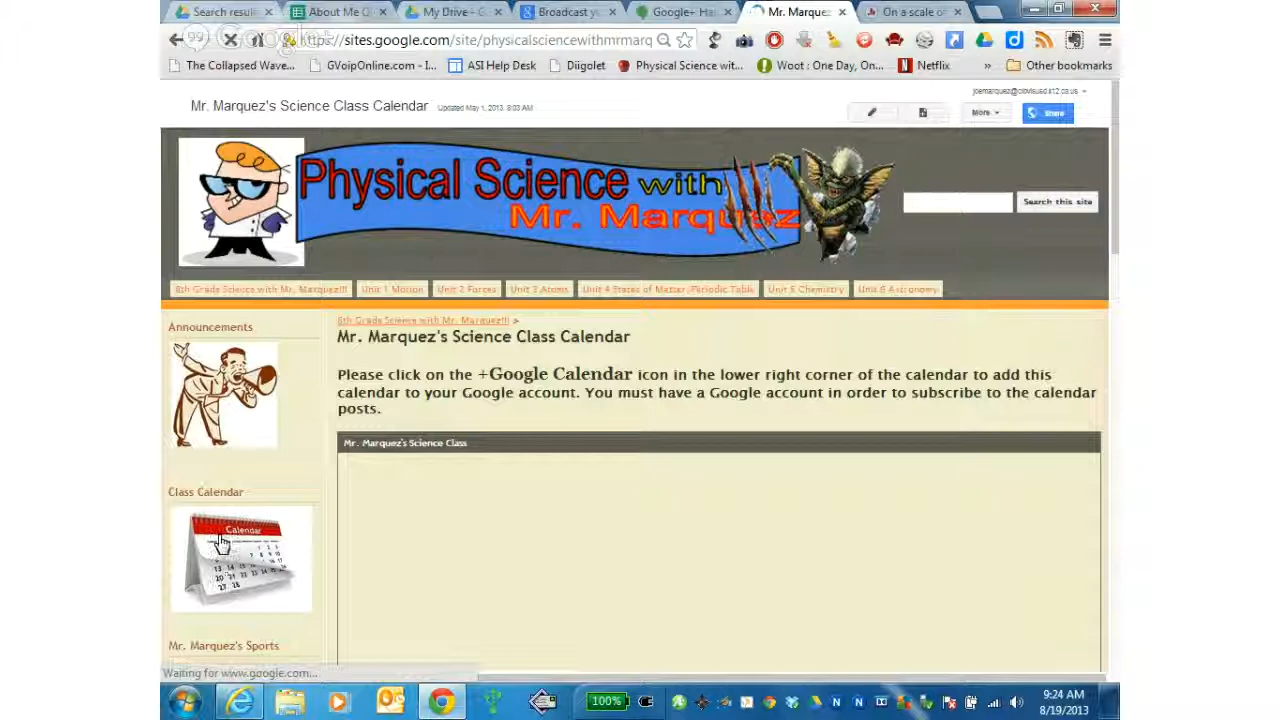 Search resul
About Me G
My Drive - G
Broadcast y
Google+ Ha
Mr. Marque
On a scale of
https://sites.google.com/site/physicalsciencewithmrmarq
The Collapsed Wave...
GVoipOnline.com - I...
ASI Help Desk
Diigolet
Physical Science wit...
Woot : One Day, On...
Netflix
»
Other bookmarks
Mr. Marquez's Science Class Calendar
Updated May 1, 2013, 8:03 AM
More
Share
Physical Science with
Mr. Marquez
Search this site
8th Grade Science with Mr. Marquez!!!
Unit 1 Motion
Unit 2 Forces
Unit 3 Atoms
Unit 4 States of Matter/Periodic Table
Unit 5 Chemistry
Unit 6 Astronomy
Announcements
Class Calendar
Calendar
Mr. Marquez's Sports
8th Grade Science with Mr. Marquez!!! >
Mr. Marquez's Science Class Calendar
Please click on the +Google Calendar icon in the lower right corner of the calendar to add this
calendar to your Google account. You must have a Google account in order to subscribe to the calendar
posts.
Mr. Marquez's Science Class
Waiting for www.google.com...
100%
9:24 AM
8/19/2013